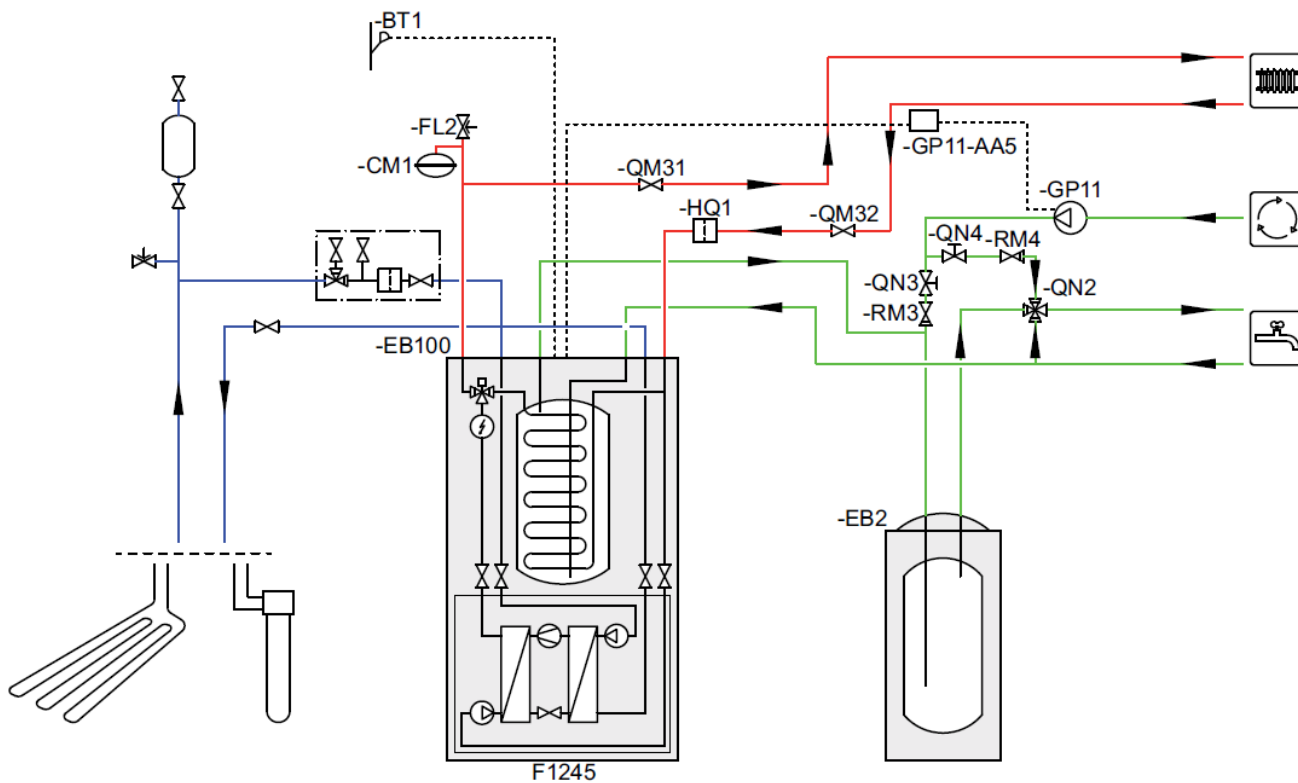 -BT1
-FL2
-CM1
-QM31
-GP11-AA5
-GP11
-HQ1
-QM32
-QN4
-RM4
-QN3
-QN2
-RM3
-EB100
-EB2
F1245